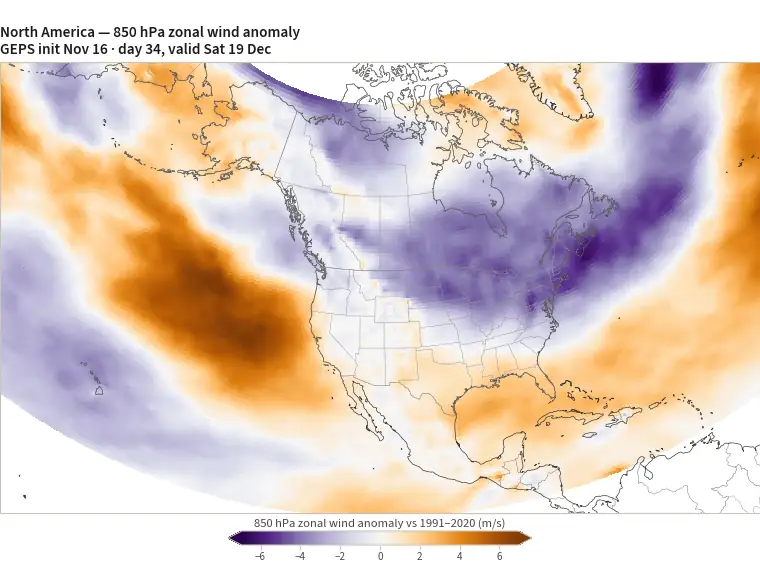 North America — 850 hPa zonal wind anomaly
GEPS init Nov 16 · day 34, valid Sat 19 Dec
850 hPa zonal wind anomaly vs 1991–2020 (m/s)
−6 −4 −2 0 2 4 6